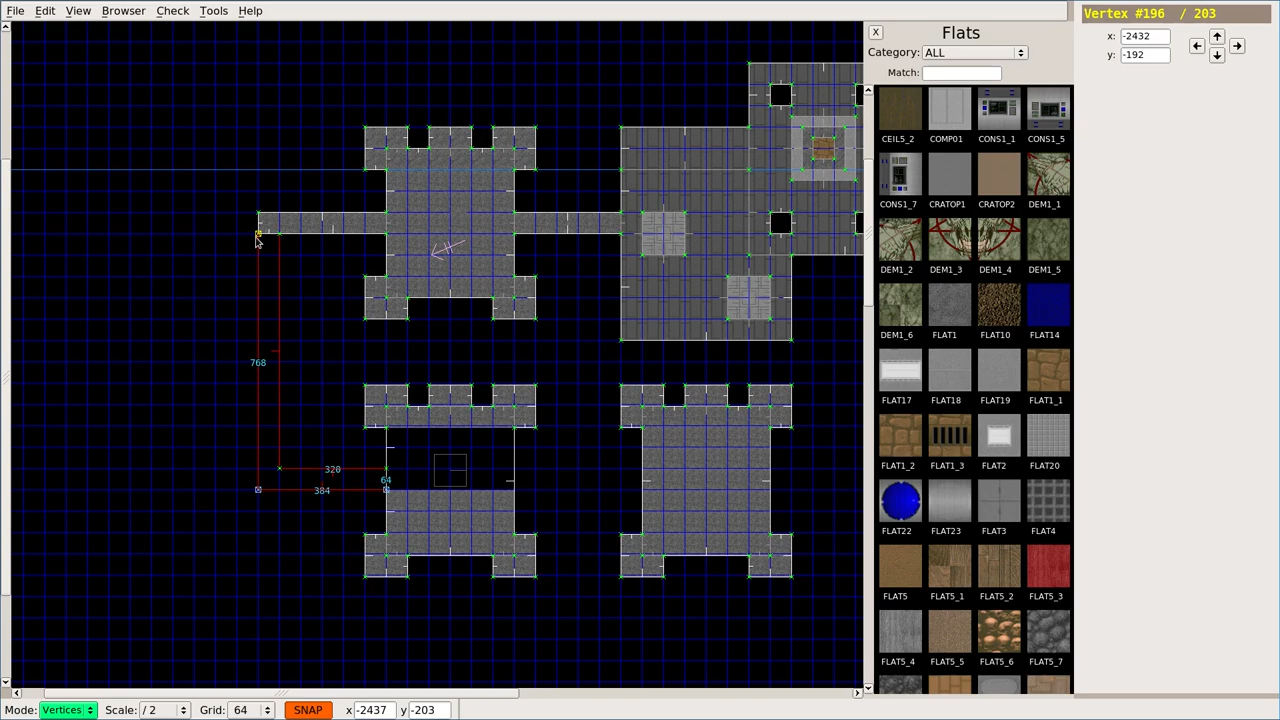 File Edit View Browser Check Tools Help
Vertex #196 / 203
x: -2432
y: -192
X Flats
Category: ALL
Match:
CEIL5_2 COMP01 CONS1_1 CONS1_5
CONS1_7 CRATOP1 CRATOP2 DEM1_1
DEM1_2 DEM1_3 DEM1_4 DEM1_5
DEM1_6 FLAT1 FLAT10 FLAT14
FLAT17 FLAT18 FLAT19 FLAT1_1
FLAT1_2 FLAT1_3 FLAT2 FLAT20
FLAT22 FLAT23 FLAT3 FLAT4
FLAT5 FLAT5_1 FLAT5_2 FLAT5_3
FLAT5_4 FLAT5_5 FLAT5_6 FLAT5_7
768
320
64
384
Mode: Vertices Scale: / 2 Grid: 64 SNAP x -2437 y -203